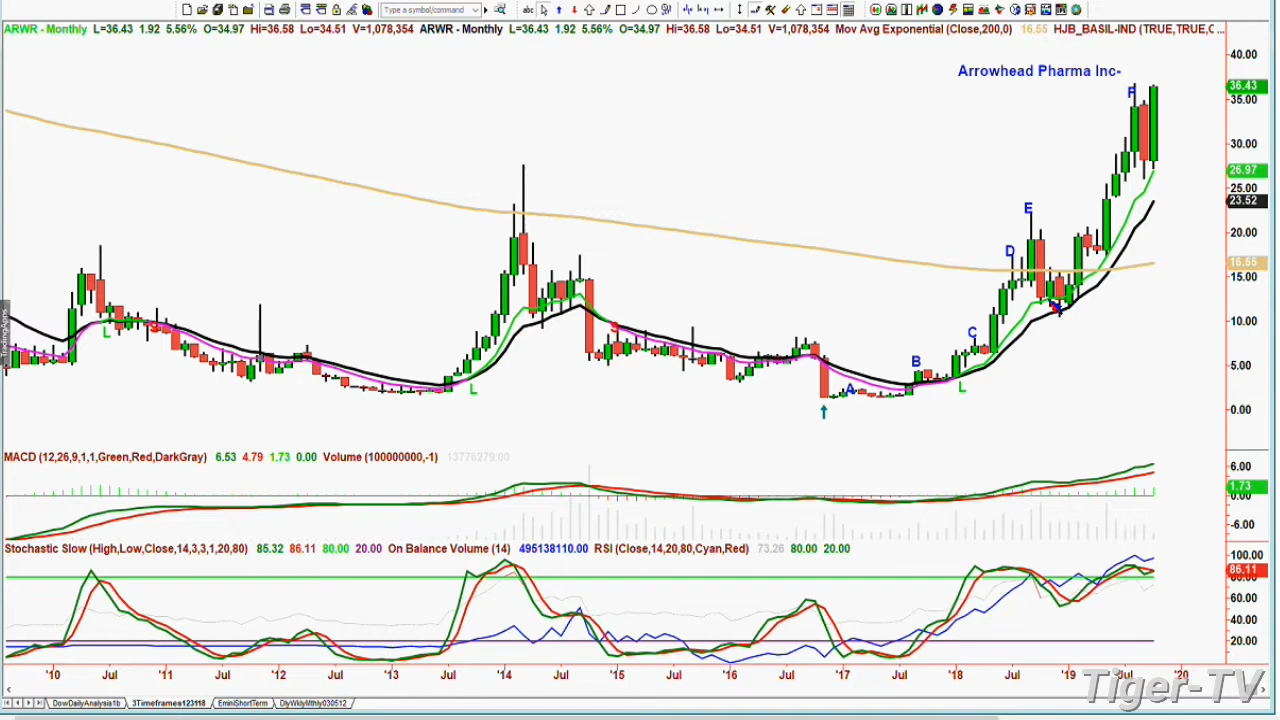 Type a symbol/command
abc
ARWR - Monthly L=36.43 1.92 5.56% O=34.97 Hi=36.58 Lo=34.51 V=1,078,354 ARWR - Monthly L=36.43 1.92 5.56% O=34.97 Hi=36.58 Lo=34.51 V=1,078,354 Mov Avg Exponential (Close,200,0) 16.55 HJB_BASIL-IND (TRUE,TRUE,C ...
40.00
Arrowhead Pharma Inc-
36.43
F
35.00
30.00
26.97
25.00
23.52
E
20.00
D
16.55
15.00
10.00
L
S
S
C
TradingApps
5.00
B
A
L
L
0.00
MACD (12,26,9,1,1,Green,Red,DarkGray) 6.53 4.79 1.73 0.00 Volume (100000000,-1) 13776279.00
6.00
1.73
0.00
-6.00
Stochastic Slow (High,Low,Close,14,3,3,1,20,80) 85.32 86.11 80.00 20.00 On Balance Volume (14) 495138110.00 RSI (Close,14,20,80,Cyan,Red) 73.26 80.00 20.00
100.00
86.11
80.00
60.00
40.00
20.00
'10 Jul '11 Jul '12 Jul '13 Jul '14 Jul '15 Jul '16 Jul '17 Jul '18 Jul '19 Jul '20
Tiger-TV
DowDailyAnalysis1b 3Timeframes123118 EminiShortTerm DlyWklyMthly030512